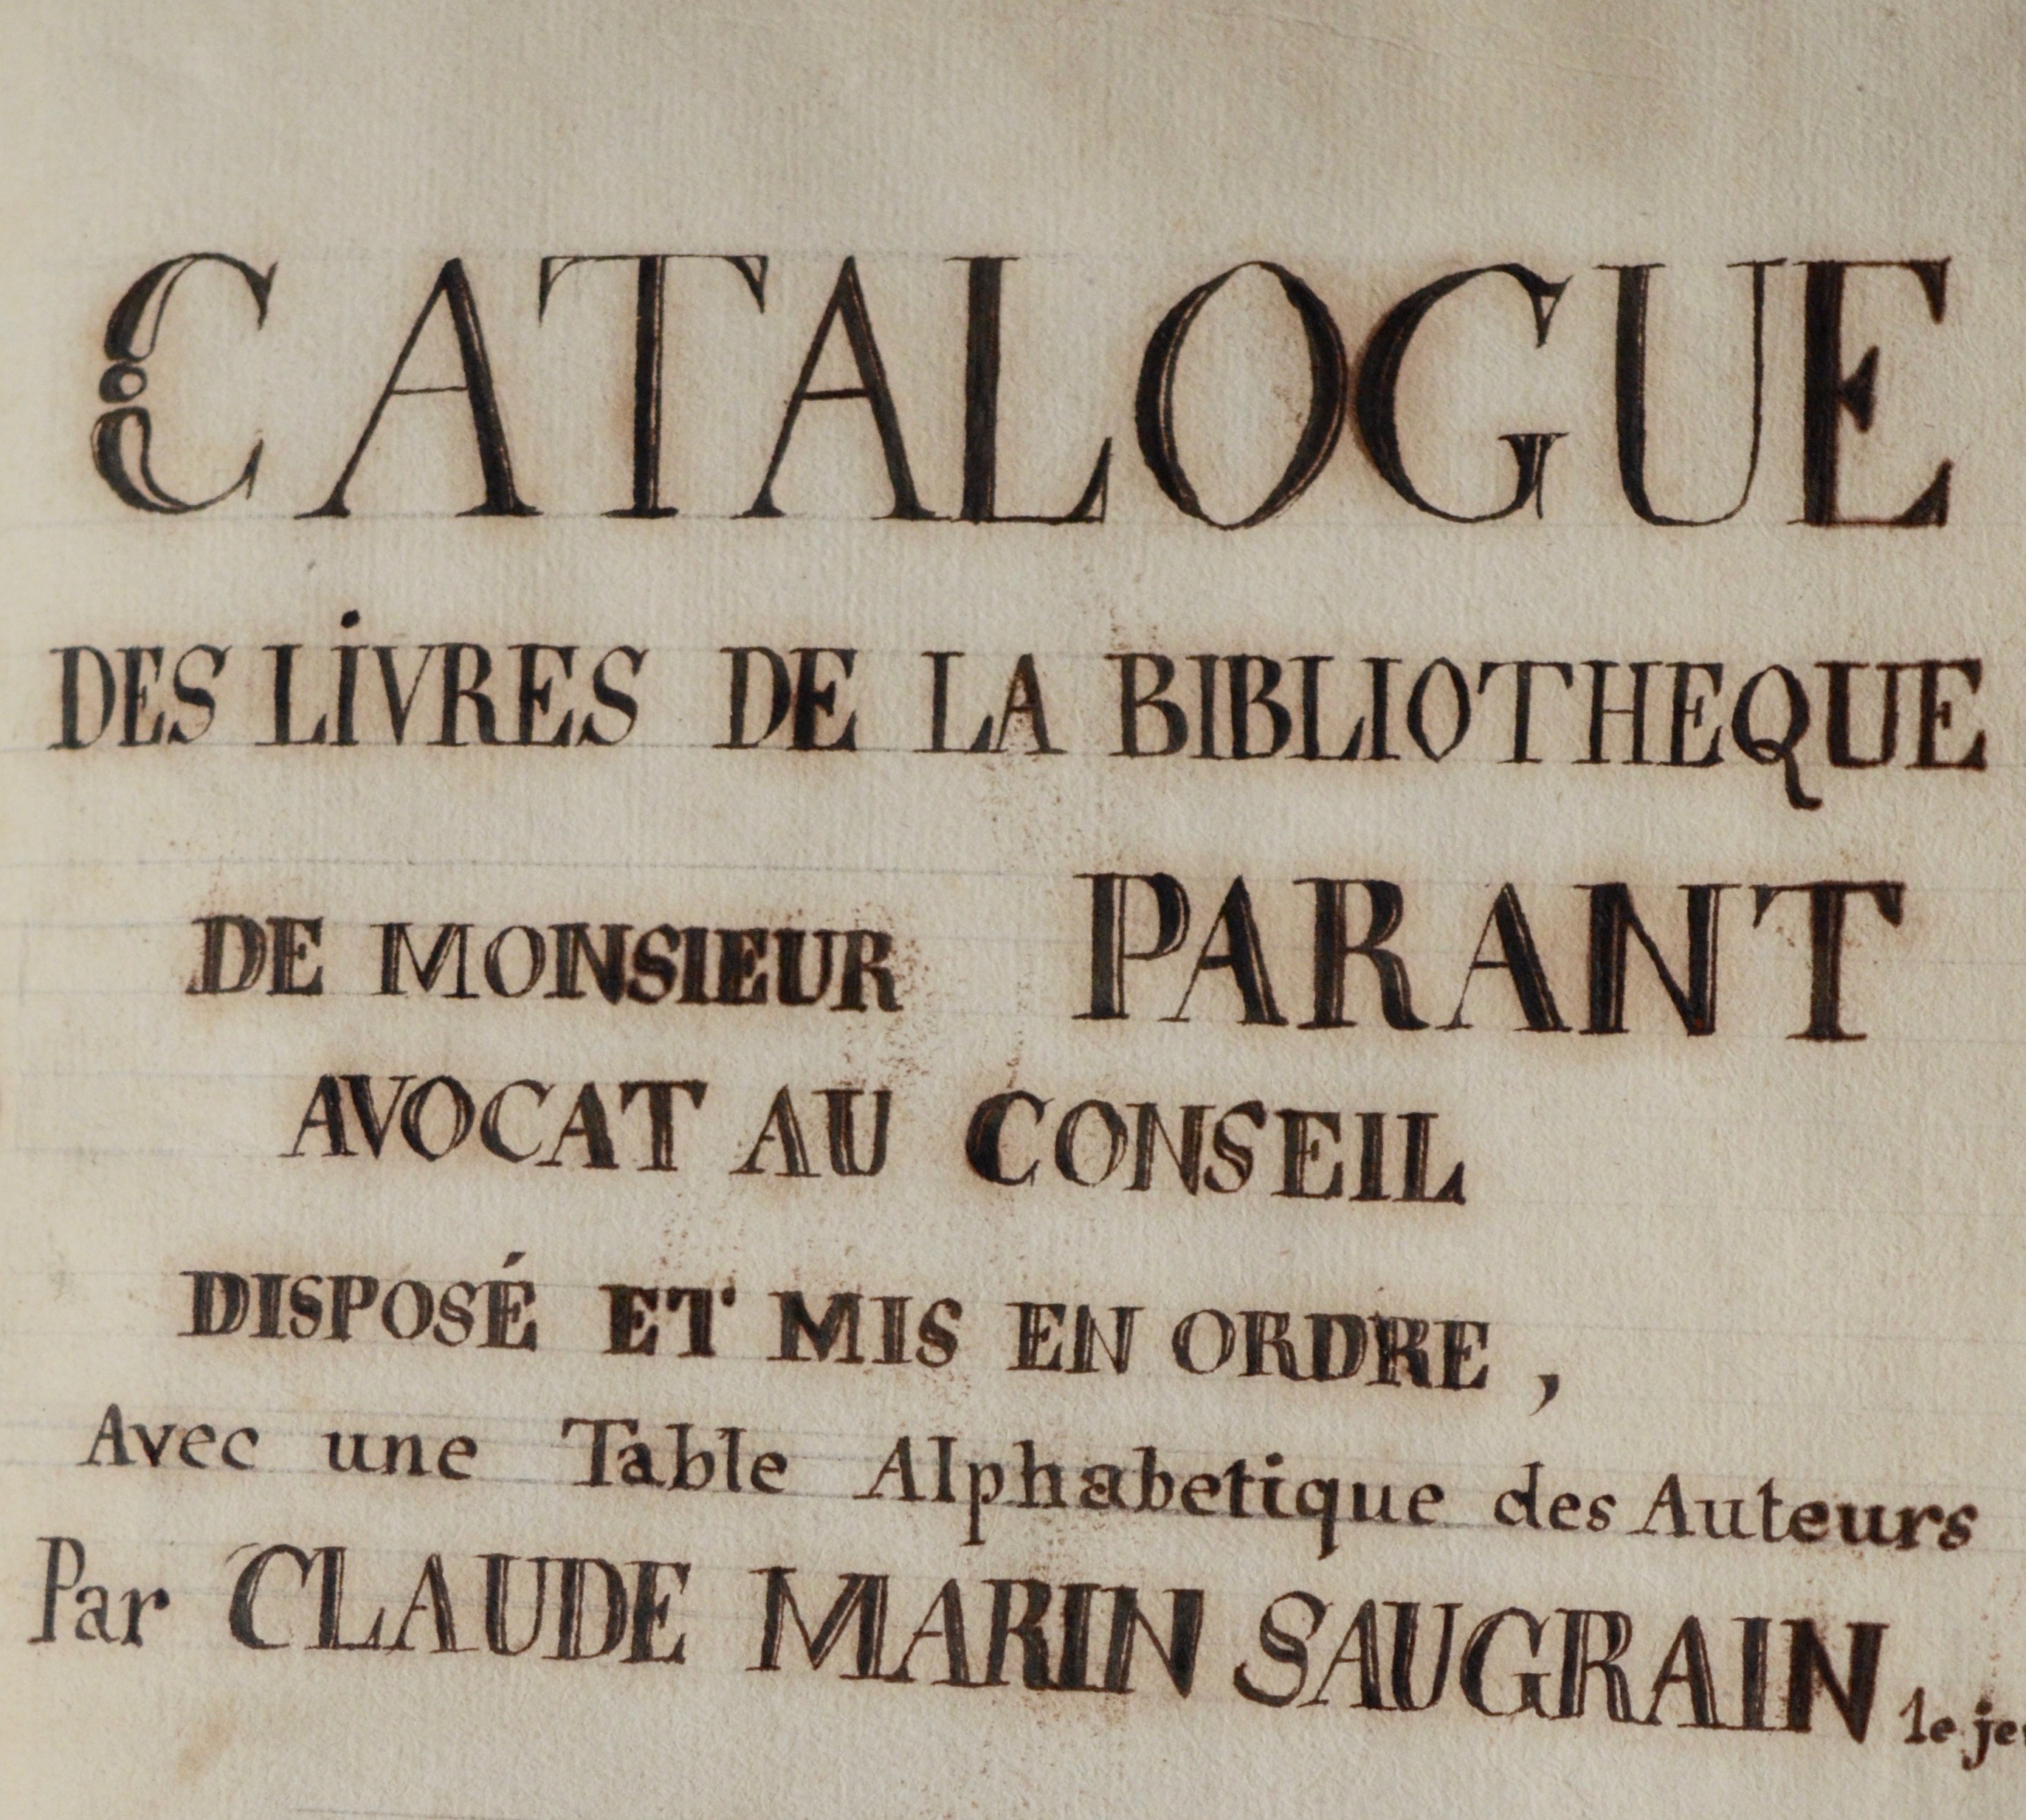 CATALOGUE
DES LIVRES DE LA BIBLIOTHEQUE
DE MONSIEUR PARANT
AVOCAT AU CONSEIL
DISPOSÉ ET MIS EN ORDRE ,
Avec une Table Alphabetique des Auteurs
Par CLAUDE MARIN SAUGRAIN le